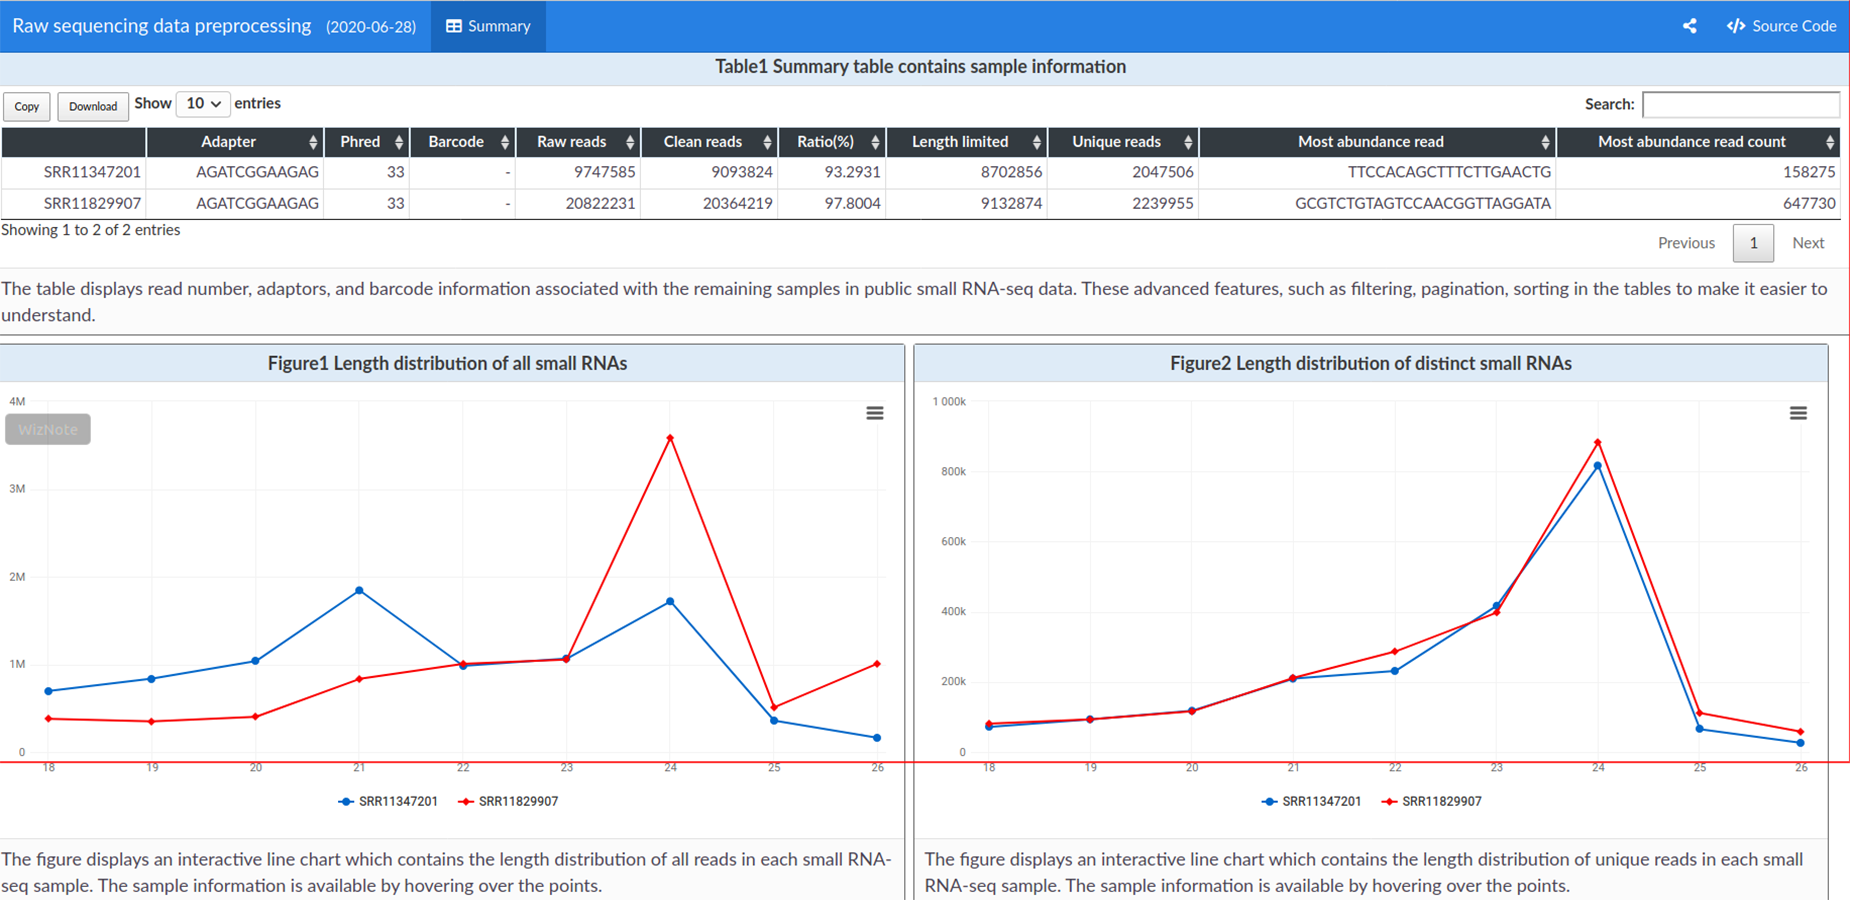 Raw sequencing data preprocessing (2020-06-28) Summary Source Code
Table1 Summary table contains sample information
Copy Download Show 10 entries Search:
Adapter Phred Barcode Raw reads Clean reads Ratio(%) Length limited Unique reads Most abundance read Most abundance read count
SRR11347201 AGATCGGAAGAG 33 - 9747585 9093824 93.2931 8702856 2047506 TTCCACAGCTTTCTTGAACTG 158275
SRR11829907 AGATCGGAAGAG 33 - 20822231 20364219 97.8004 9132874 2239955 GCGTCTGTAGTCCAACGGTTAGGATA 647730
Showing 1 to 2 of 2 entries
Previous 1 Next
The table displays read number, adaptors, and barcode information associated with the remaining samples in public small RNA-seq data. These advanced features, such as filtering, pagination, sorting in the tables to make it easier to
understand.
Figure1 Length distribution of all small RNAs
4M
WizNote
3M
2M
1M
0
18 19 20 21 22 23 24 25 26
SRR11347201 SRR11829907
The figure displays an interactive line chart which contains the length distribution of all reads in each small RNA-
seq sample. The sample information is available by hovering over the points.
Figure2 Length distribution of distinct small RNAs
1 000k
800k
600k
400k
200k
0
18 19 20 21 22 23 24 25 26
SRR11347201 SRR11829907
The figure displays an interactive line chart which contains the length distribution of unique reads in each small
RNA-seq sample. The sample information is available by hovering over the points.